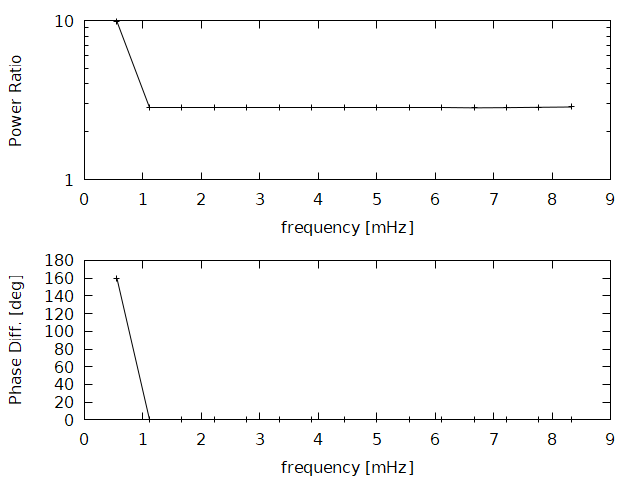 10
1
Power Ratio
0 1 2 3 4 5 6 7 8 9
frequency [mHz]
180
160
140
120
100
80
60
40
20
0
Phase Diff. [deg]
0 1 2 3 4 5 6 7 8 9
frequency [mHz]